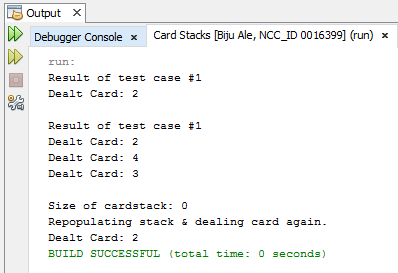 Output
Debugger Console
Card Stacks [Biju Ale, NCC_ID 0016399] (run)
run:
Result of test case #1
Dealt Card: 2
Result of test case #1
Dealt Card: 2
Dealt Card: 4
Dealt Card: 3
Size of cardstack: 0
Repopulating stack & dealing card again.
Dealt Card: 2
BUILD SUCCESSFUL (total time: 0 seconds)